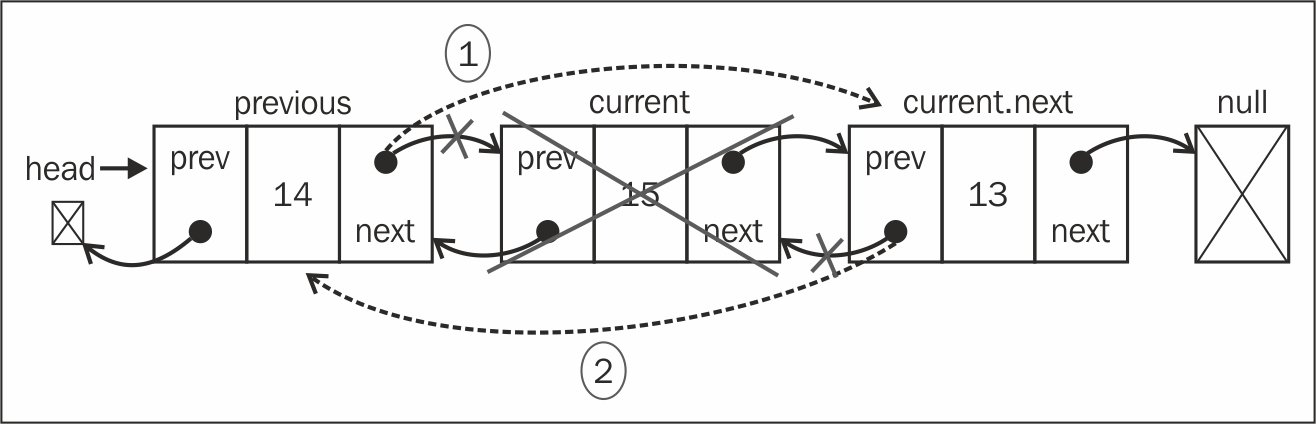 1
previous
current
current.next
null
head
prev
14
next
prev
15
next
prev
13
next
2